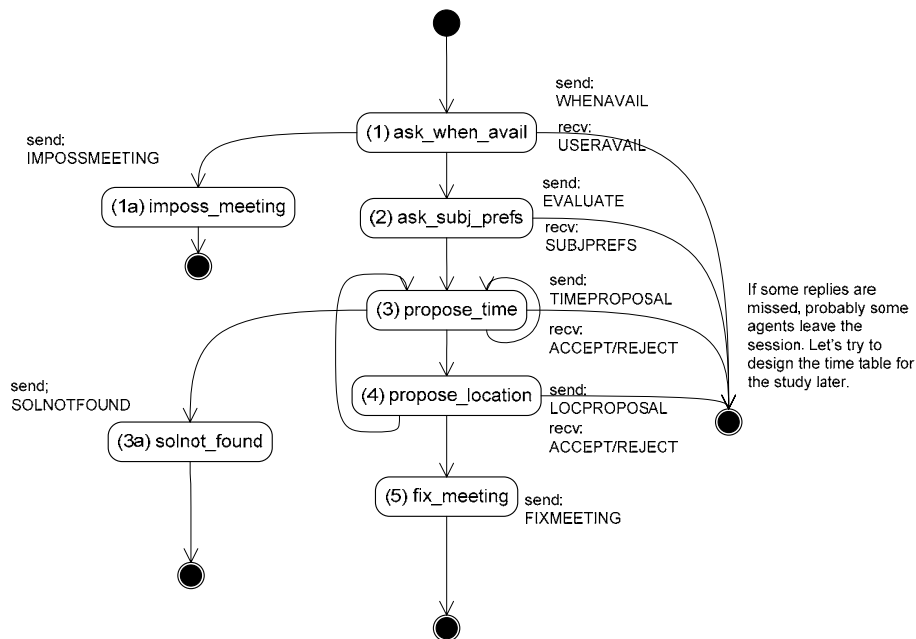 send:
WHENAVAIL
(1) ask_when_avail
recv:
USERAVAIL
send:
IMPOSSMEETING
(1a) imposs_meeting
(2) ask_subj_prefs
send:
EVALUATE
recv:
SUBJPREFS
(3) propose_time
send:
TIMEPROPOSAL
recv:
ACCEPT/REJECT
If some replies are
missed, probably some
agents leave the
session. Let's try to
design the time table for
the study later.
send;
SOLNOTFOUND
(3a) solnot_found
(4) propose_location
send:
LOCPROPOSAL
recv:
ACCEPT/REJECT
(5) fix_meeting
send:
FIXMEETING